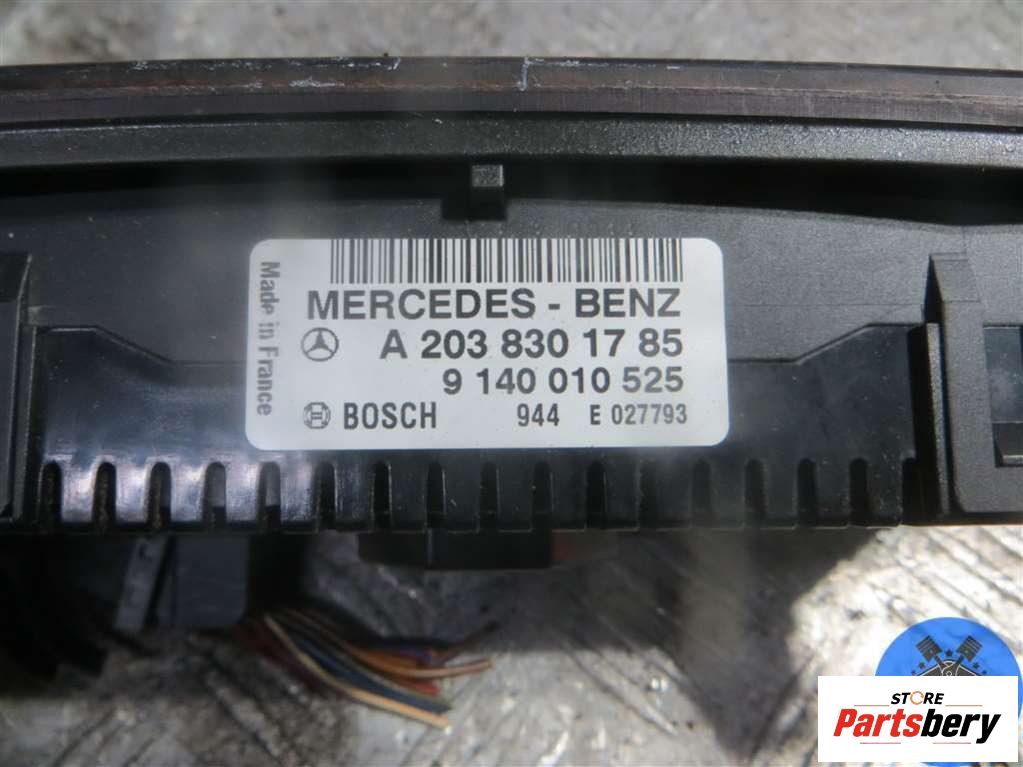 Made in France
MERCEDES - BENZ
A 203 830 17 85
9 140 010 525
BOSCH 944 E 027793
STORE
Partsbery